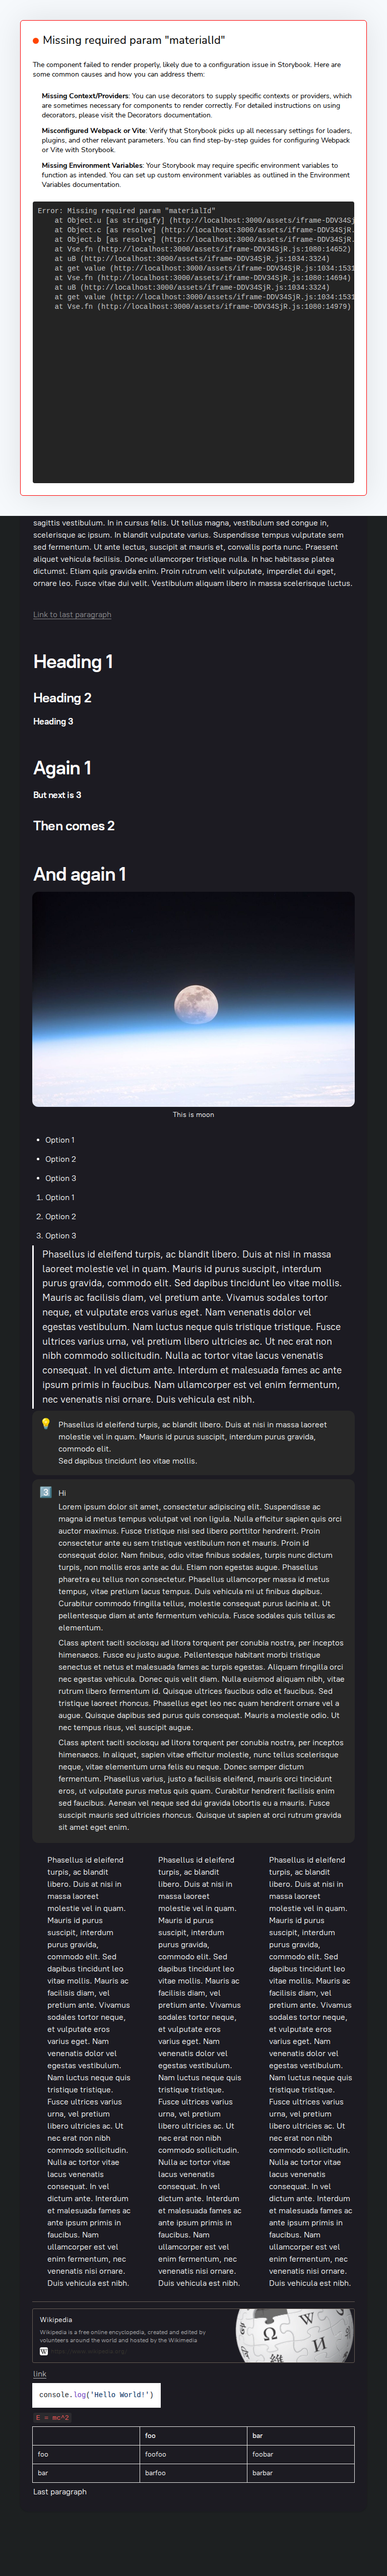 Missing required param "materialId"
The component failed to render properly, likely due to a configuration issue in Storybook. Here are
some common causes and how you can address them:
Missing Context/Providers: You can use decorators to supply specific contexts or providers, which
are sometimes necessary for components to render correctly. For detailed instructions on using
decorators, please visit the Decorators documentation.
Misconfigured Webpack or Vite: Verify that Storybook picks up all necessary settings for loaders,
plugins, and other relevant parameters. You can find step-by-step guides for configuring Webpack
or Vite with Storybook.
Missing Environment Variables: Your Storybook may require specific environment variables to
function as intended. You can set up custom environment variables as outlined in the Environment
Variables documentation.
Error: Missing required param "materialId"
at Object.u [as stringify] (http://localhost:3000/assets/iframe-DDV34Sj
at Object.c [as resolve] (http://localhost:3000/assets/iframe-DDV34SjR.
at Object.b [as resolve] (http://localhost:3000/assets/iframe-DDV34SjR.
at Vse.fn (http://localhost:3000/assets/iframe-DDV34SjR.js:1080:14652)
at uB (http://localhost:3000/assets/iframe-DDV34SjR.js:1034:3324)
at get value (http://localhost:3000/assets/iframe-DDV34SjR.js:1034:1531
at Vse.fn (http://localhost:3000/assets/iframe-DDV34SjR.js:1080:14694)
at uB (http://localhost:3000/assets/iframe-DDV34SjR.js:1034:3324)
at get value (http://localhost:3000/assets/iframe-DDV34SjR.js:1034:1531
at Vse.fn (http://localhost:3000/assets/iframe-DDV34SjR.js:1080:14979)
sagittis vestibulum. In in cursus felis. Ut tellus magna, vestibulum sed congue in,
scelerisque ac ipsum. In blandit vulputate varius. Suspendisse tempus vulputate sem
sed fermentum. Ut ante lectus, suscipit at mauris et, convallis porta nunc. Praesent
aliquet vehicula facilisis. Donec ullamcorper tristique nulla. In hac habitasse platea
dictumst. Etiam quis gravida enim. Proin rutrum velit vulputate, imperdiet dui eget,
ornare leo. Fusce vitae dui velit. Vestibulum aliquam libero in massa scelerisque luctus.
Link to last paragraph
Heading 1
Heading 2
Heading 3
Again 1
But next is 3
Then comes 2
And again 1
This is moon
• Option 1
• Option 2
• Option 3
1. Option 1
2. Option 2
3. Option 3
Phasellus id eleifend turpis, ac blandit libero. Duis at nisi in massa
laoreet molestie vel in quam. Mauris id purus suscipit, interdum
purus gravida, commodo elit. Sed dapibus tincidunt leo vitae mollis.
Mauris ac facilisis diam, vel pretium ante. Vivamus sodales tortor
neque, et vulputate eros varius eget. Nam venenatis dolor vel
egestas vestibulum. Nam luctus neque quis tristique tristique. Fusce
ultrices varius urna, vel pretium libero ultricies ac. Ut nec erat non
nibh commodo sollicitudin. Nulla ac tortor vitae lacus venenatis
consequat. In vel dictum ante. Interdum et malesuada fames ac ante
ipsum primis in faucibus. Nam ullamcorper est vel enim fermentum,
nec venenatis nisi ornare. Duis vehicula est nibh.
💡 Phasellus id eleifend turpis, ac blandit libero. Duis at nisi in massa laoreet
molestie vel in quam. Mauris id purus suscipit, interdum purus gravida,
commodo elit.
Sed dapibus tincidunt leo vitae mollis.
3️⃣ Hi
Lorem ipsum dolor sit amet, consectetur adipiscing elit. Suspendisse ac
magna id metus tempus volutpat vel non ligula. Nulla efficitur sapien quis orci
auctor maximus. Fusce tristique nisi sed libero porttitor hendrerit. Proin
consectetur ante eu sem tristique vestibulum non et mauris. Proin id
consequat dolor. Nam finibus, odio vitae finibus sodales, turpis nunc dictum
turpis, non mollis eros ante ac dui. Etiam non egestas augue. Phasellus
pharetra eu tellus non consectetur. Phasellus ullamcorper massa id metus
tempus, vitae pretium lacus tempus. Duis vehicula mi ut finibus dapibus.
Curabitur commodo fringilla tellus, molestie consequat purus lacinia at. Ut
pellentesque diam at ante fermentum vehicula. Fusce sodales quis tellus ac
elementum.
Class aptent taciti sociosqu ad litora torquent per conubia nostra, per inceptos
himenaeos. Fusce eu justo augue. Pellentesque habitant morbi tristique
senectus et netus et malesuada fames ac turpis egestas. Aliquam fringilla orci
nec egestas vehicula. Donec quis velit diam. Nulla euismod aliquam nibh, vitae
rutrum libero fermentum id. Quisque ultrices faucibus odio et faucibus. Sed
tristique laoreet rhoncus. Phasellus eget leo nec quam hendrerit ornare vel a
augue. Quisque dapibus sed purus quis consequat. Mauris a molestie odio. Ut
nec tempus risus, vel suscipit augue.
Class aptent taciti sociosqu ad litora torquent per conubia nostra, per inceptos
himenaeos. In aliquet, sapien vitae efficitur molestie, nunc tellus scelerisque
neque, vitae elementum urna felis eu neque. Donec semper dictum
fermentum. Phasellus varius, justo a facilisis eleifend, mauris orci tincidunt
eros, ut vulputate purus metus quis quam. Curabitur hendrerit facilisis enim
sed faucibus. Aenean vel neque sed dui gravida lobortis eu a mauris. Fusce
suscipit mauris sed ultricies rhoncus. Quisque ut sapien at orci rutrum gravida
sit amet eget enim.
Phasellus id eleifend
turpis, ac blandit
libero. Duis at nisi in
massa laoreet
molestie vel in quam.
Mauris id purus
suscipit, interdum
purus gravida,
commodo elit. Sed
dapibus tincidunt leo
vitae mollis. Mauris ac
facilisis diam, vel
pretium ante. Vivamus
sodales tortor neque,
et vulputate eros
varius eget. Nam
venenatis dolor vel
egestas vestibulum.
Nam luctus neque quis
tristique tristique.
Fusce ultrices varius
urna, vel pretium
libero ultricies ac. Ut
nec erat non nibh
commodo sollicitudin.
Nulla ac tortor vitae
lacus venenatis
consequat. In vel
dictum ante. Interdum
et malesuada fames ac
ante ipsum primis in
faucibus. Nam
ullamcorper est vel
enim fermentum, nec
venenatis nisi ornare.
Duis vehicula est nibh.
Phasellus id eleifend
turpis, ac blandit
libero. Duis at nisi in
massa laoreet
molestie vel in quam.
Mauris id purus
suscipit, interdum
purus gravida,
commodo elit. Sed
dapibus tincidunt leo
vitae mollis. Mauris ac
facilisis diam, vel
pretium ante. Vivamus
sodales tortor neque,
et vulputate eros
varius eget. Nam
venenatis dolor vel
egestas vestibulum.
Nam luctus neque quis
tristique tristique.
Fusce ultrices varius
urna, vel pretium
libero ultricies ac. Ut
nec erat non nibh
commodo sollicitudin.
Nulla ac tortor vitae
lacus venenatis
consequat. In vel
dictum ante. Interdum
et malesuada fames ac
ante ipsum primis in
faucibus. Nam
ullamcorper est vel
enim fermentum, nec
venenatis nisi ornare.
Duis vehicula est nibh.
Phasellus id eleifend
turpis, ac blandit
libero. Duis at nisi in
massa laoreet
molestie vel in quam.
Mauris id purus
suscipit, interdum
purus gravida,
commodo elit. Sed
dapibus tincidunt leo
vitae mollis. Mauris ac
facilisis diam, vel
pretium ante. Vivamus
sodales tortor neque,
et vulputate eros
varius eget. Nam
venenatis dolor vel
egestas vestibulum.
Nam luctus neque quis
tristique tristique.
Fusce ultrices varius
urna, vel pretium
libero ultricies ac. Ut
nec erat non nibh
commodo sollicitudin.
Nulla ac tortor vitae
lacus venenatis
consequat. In vel
dictum ante. Interdum
et malesuada fames ac
ante ipsum primis in
faucibus. Nam
ullamcorper est vel
enim fermentum, nec
venenatis nisi ornare.
Duis vehicula est nibh.
Wikipedia
Wikipedia is a free online encyclopedia, created and edited by
volunteers around the world and hosted by the Wikimedia
W
Ω W И
link
console.log('Hello World!')
E = mc^2
foo bar
foo foofoo foobar
bar barfoo barbar
Last paragraph